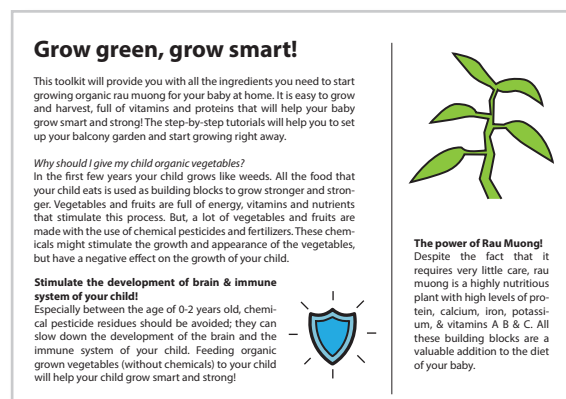 Grow green, grow smart!
This toolkit will provide you with all the ingredients you need to start
growing organic rau muong for your baby at home. It is easy to grow
and harvest, full of vitamins and proteins that will help your baby
grow smart and strong! The step-by-step tutorials will help you to set
up your balcony garden and start growing right away.
Why should I give my child organic vegetables?
In the first few years your child grows like weeds. All the food that
your child eats is used as building blocks to grow stronger and stron-
ger. Vegetables and fruits are full of energy, vitamins and nutrients
that stimulate this process. But, a lot of vegetables and fruits are
made with the use of chemical pesticides and fertilizers. These chem-
icals might stimulate the growth and appearance of the vegetables,
but have a negative effect on the growth of your child.
Stimulate the development of brain & immune
system of your child!
Especially between the age of 0-2 years old, chemi-
cal pesticide residues should be avoided; they can
slow down the development of the brain and the
immune system of your child. Feeding organic
grown vegetables (without chemicals) to your child
will help your child grow smart and strong!
The power of Rau Muong!
Despite the fact that it
requires very little care, rau
muong is a highly nutritious
plant with high levels of pro-
tein, calcium, iron, potassi-
um, & vitamins A B & C. All
these building blocks are a
valuable addition to the diet
of your baby.